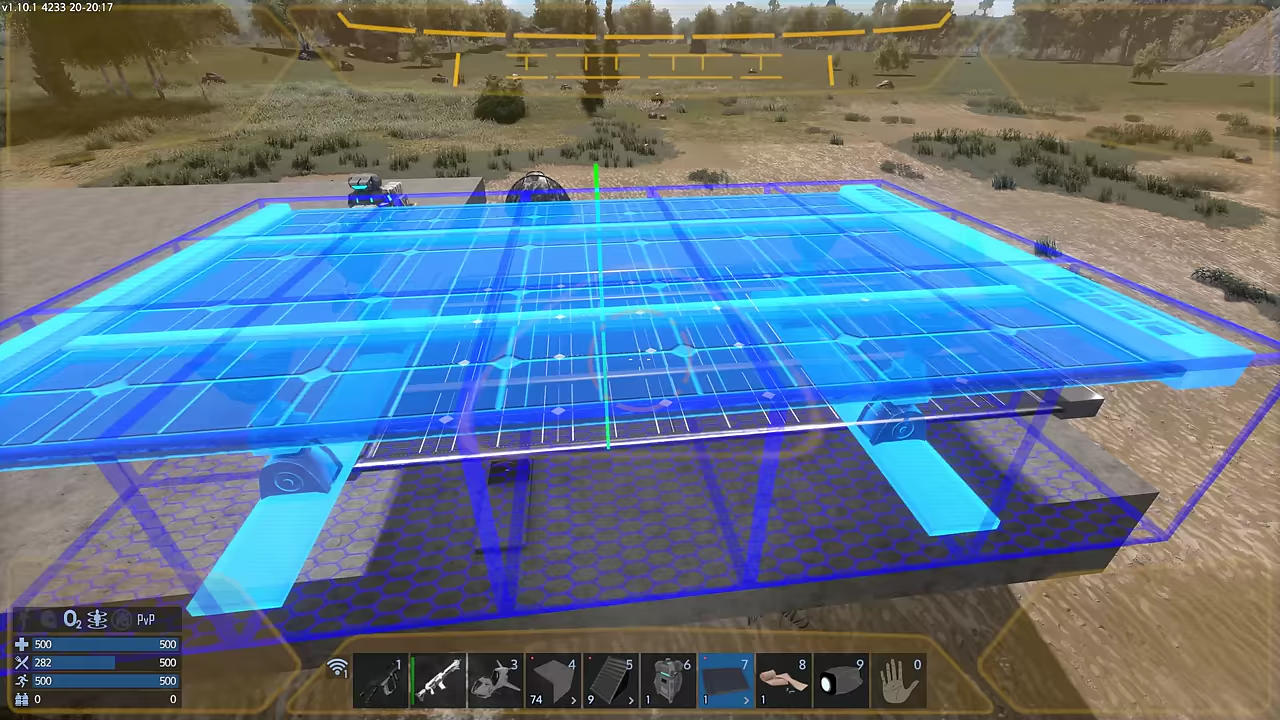 v1.10.1 4233 20-20:17
O2 PvP
500 500
282 500
500 500
0 0
1 1 3 4 5 6 7 8 9 0
74 9 1 1 1